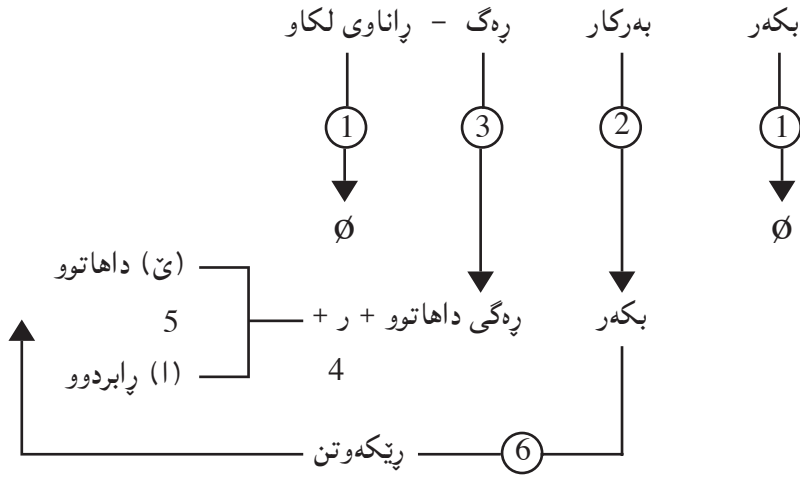 بکەر بەرکار ڕەگ - ڕاناوی لکاو
1 2 3 1
ø ø
(ێ) داهاتوو
بکەر ڕەگی داهاتوو + ر +
5
4
(ا) ڕابردوو
6 ڕێکەوتن